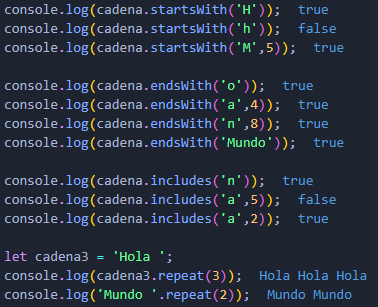 console.log(cadena.startsWith('H'));  true
console.log(cadena.startsWith('h'));  false
console.log(cadena.startsWith('M',5));  true

console.log(cadena.endsWith('o'));  true
console.log(cadena.endsWith('a',4));  true
console.log(cadena.endsWith('n',8));  true
console.log(cadena.endsWith('Mundo'));  true

console.log(cadena.includes('n'));  true
console.log(cadena.includes('a',5));  false
console.log(cadena.includes('a',2));  true

let cadena3 = 'Hola ';
console.log(cadena3.repeat(3));  Hola Hola Hola
console.log('Mundo '.repeat(2));  Mundo Mundo